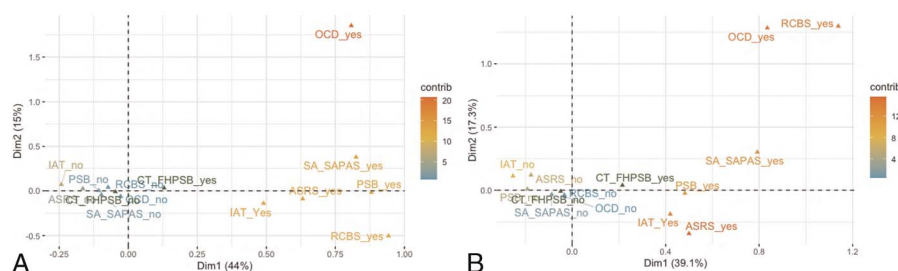 OCD_yes
1.5
1.0
0.5
0.0
-0.5
Dim2 (15%)
SA_SAPAS_yes
IAT_no
PSB_no
RCBS_no
CT_FHPSB_yes
ASRS_yes
PSB_yes
CT_FHPSB_no
OCD_no
SA_SAPAS_no
IAT_Yes
RCBS_yes
-0.25
0.00
0.25
0.50
0.75
1.00
Dim1 (44%)
contrib
20
15
10
5
A
RCBS_yes
OCD_yes
1.0
0.5
0.0
Dim2 (17.3%)
SA_SAPAS_yes
IAT_no
ASRS_no
CT_FHPSB_yes
PSB_yes
RCBS_no
CT_FHPSB_no
OCD_no
SA_SAPAS_no
IAT_Yes
ASRS_yes
0.0
0.4
0.8
1.2
Dim1 (39.1%)
contrib
12
8
4
B